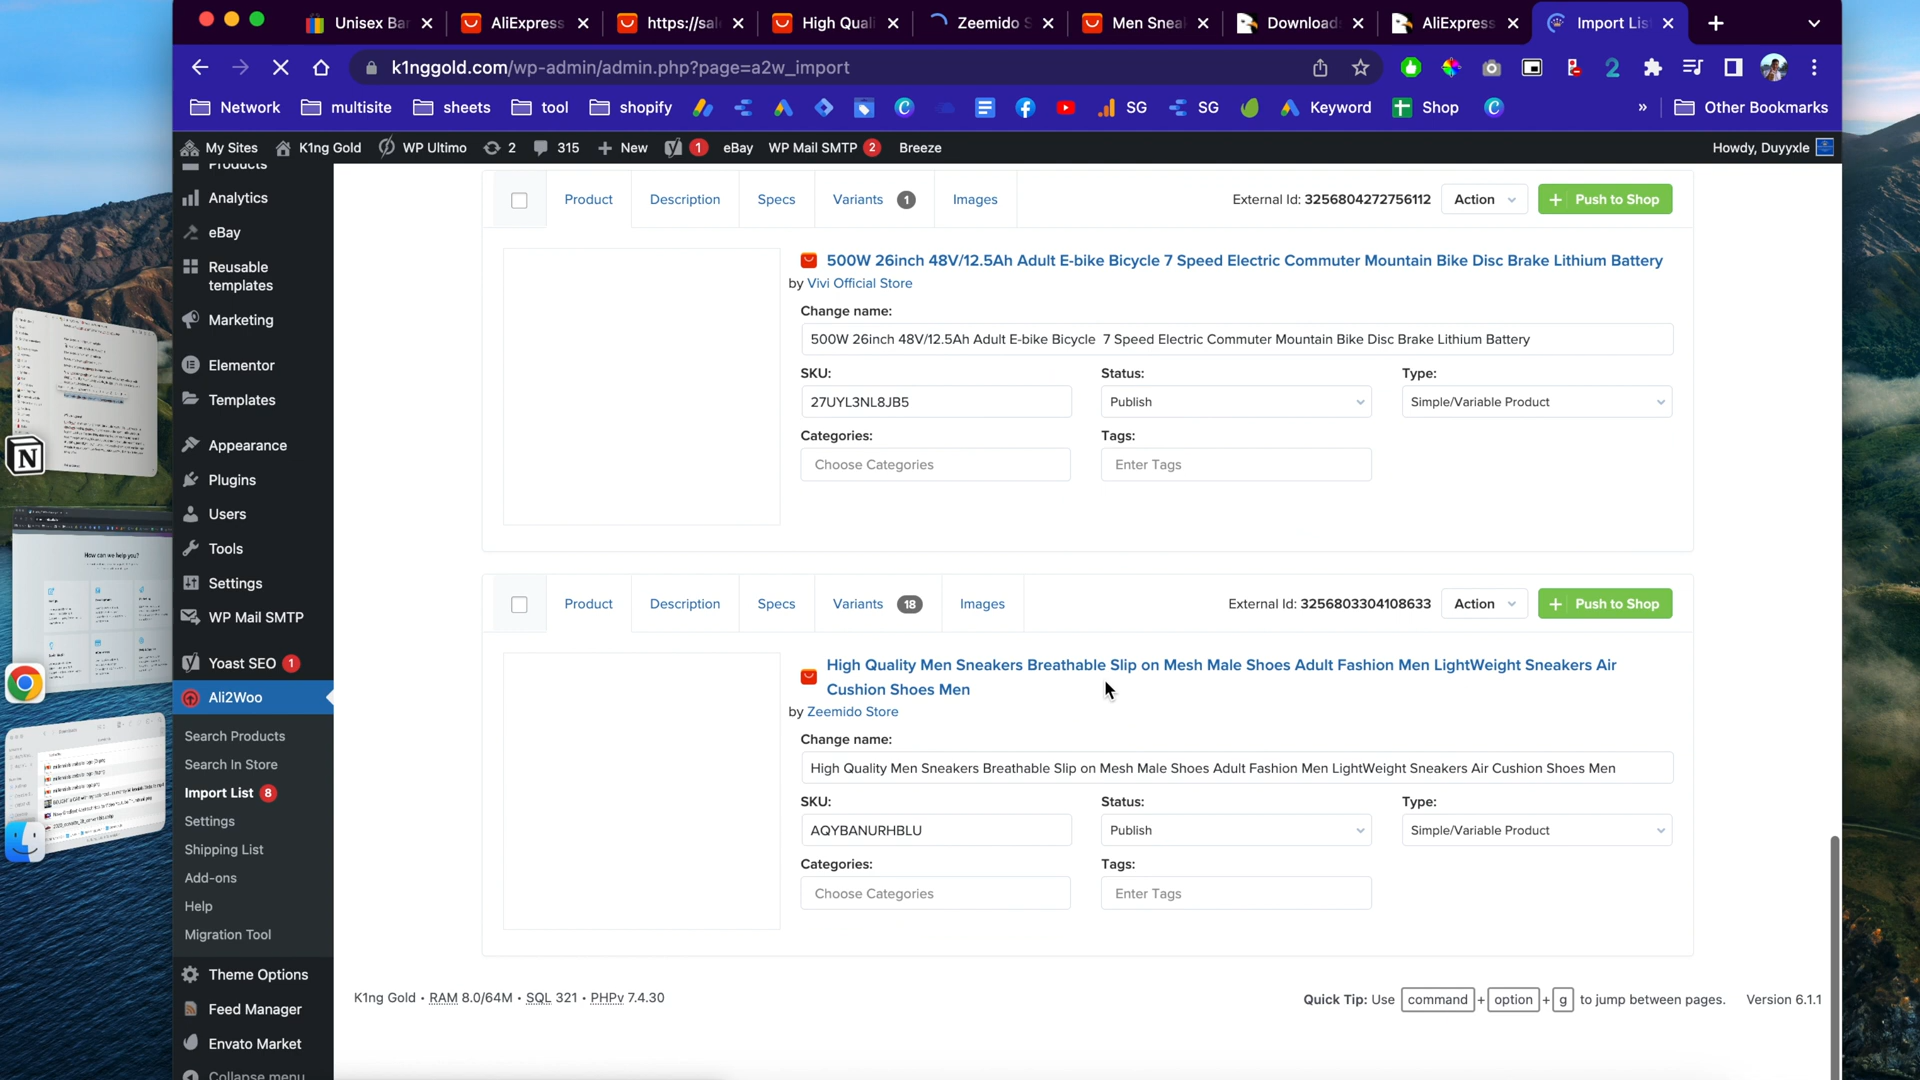 Unisex Bar
AliExpress
https://sal
High Quali
Zeemido S
Men Snea
Download
AliExpress
Import Lis
k1nggold.com/wp-admin/admin.php?page=a2w_import
Network
multisite
sheets
tool
shopify
SG
SG
Keyword
Shop
»
Other Bookmarks
My Sites
K1ng Gold
WP Ultimo
2
315
+ New
1
eBay
WP Mail SMTP 2
Breeze
Howdy, Duyyxle
Products
Analytics
eBay
Reusable
templates
Marketing
Elementor
Templates
Appearance
Plugins
Users
Tools
Settings
WP Mail SMTP
Yoast SEO 1
Ali2Woo
Search Products
Search In Store
Import List 8
Settings
Shipping List
Add-ons
Help
Migration Tool
Theme Options
Feed Manager
Envato Market
Collapse menu
How can we help you?
Product
Description
Specs
Variants 1
Images
External Id: 3256804272756112
Action
+ Push to Shop
500W 26inch 48V/12.5Ah Adult E-bike Bicycle 7 Speed Electric Commuter Mountain Bike Disc Brake Lithium Battery
by Vivi Official Store
Change name:
500W 26inch 48V/12.5Ah Adult E-bike Bicycle 7 Speed Electric Commuter Mountain Bike Disc Brake Lithium Battery
SKU:
Status:
Type:
27UYL3NL8JB5
Publish
Simple/Variable Product
Categories:
Tags:
Choose Categories
Enter Tags
Product
Description
Specs
Variants 18
Images
External Id: 3256803304108633
Action
+ Push to Shop
High Quality Men Sneakers Breathable Slip on Mesh Male Shoes Adult Fashion Men LightWeight Sneakers Air
Cushion Shoes Men
by Zeemido Store
Change name:
High Quality Men Sneakers Breathable Slip on Mesh Male Shoes Adult Fashion Men LightWeight Sneakers Air Cushion Shoes Men
SKU:
Status:
Type:
AQYBANURHBLU
Publish
Simple/Variable Product
Categories:
Tags:
Choose Categories
Enter Tags
K1ng Gold • RAM 8.0/64M • SQL 321 • PHPv 7.4.30
Quick Tip: Use command + option + g to jump between pages.
Version 6.1.1